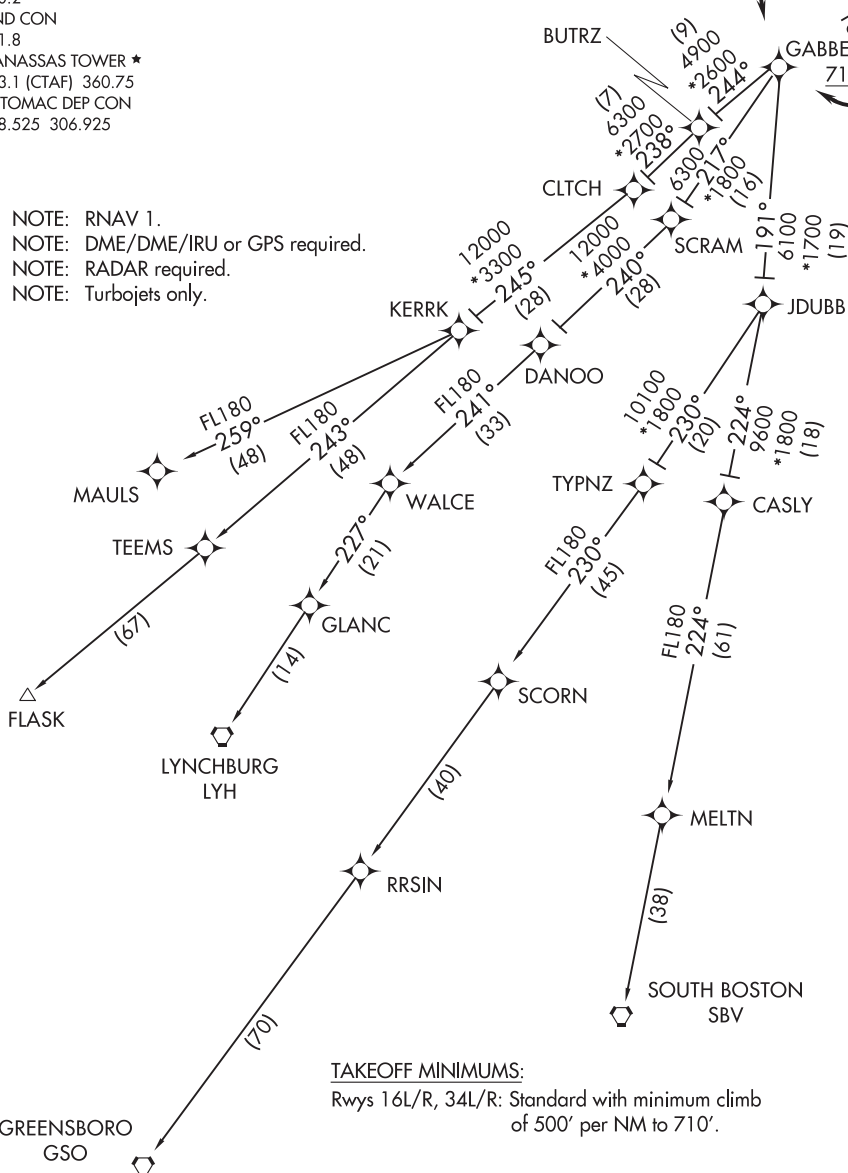 ND CON
1.8
ANASSAS TOWER ★
3.1 (CTAF) 360.75
TOMAC DEP CON
8.525 306.925
NOTE: RNAV 1.
NOTE: DME/DME/IRU or GPS required.
NOTE: RADAR required.
NOTE: Turbojets only.
BUTRZ
(9)
4900
*2600
244°
GABBE
71
(7)
6300
*2700
238°
CLTCH
6300
217°
*1800
(16)
SCRAM
191°
6100
*1700
(19)
JDUBB
12000
*3300
245°
(28)
KERRK
12000
*4000
240°
(28)
DANOO
FL180
259°
(48)
MAULS
FL180
243°
(48)
TEEMS
FL180
241°
(33)
WALCE
10100
*1800
230°
(20)
TYPNZ
224°
9600
*1800
(18)
CASLY
227°
(21)
GLANC
FL180
230°
(45)
SCORN
FL180
224°
(61)
MELTN
(67)
FLASK
(14)
LYNCHBURG
LYH
(40)
RRSIN
(38)
SOUTH BOSTON
SBV
(70)
GREENSBORO
GSO
TAKEOFF MINIMUMS:
Rwys 16L/R, 34L/R: Standard with minimum climb
of 500' per NM to 710'.